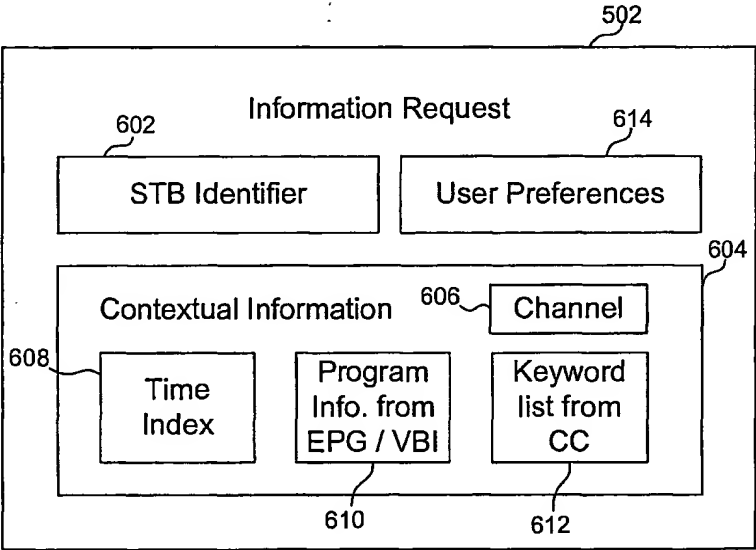 502
Information Request
602
614
STB Identifier
User Preferences
604
Contextual Information
606
Channel
608
Time
Index
Program
Info. from
EPG / VBI
Keyword
list from
CC
610
612